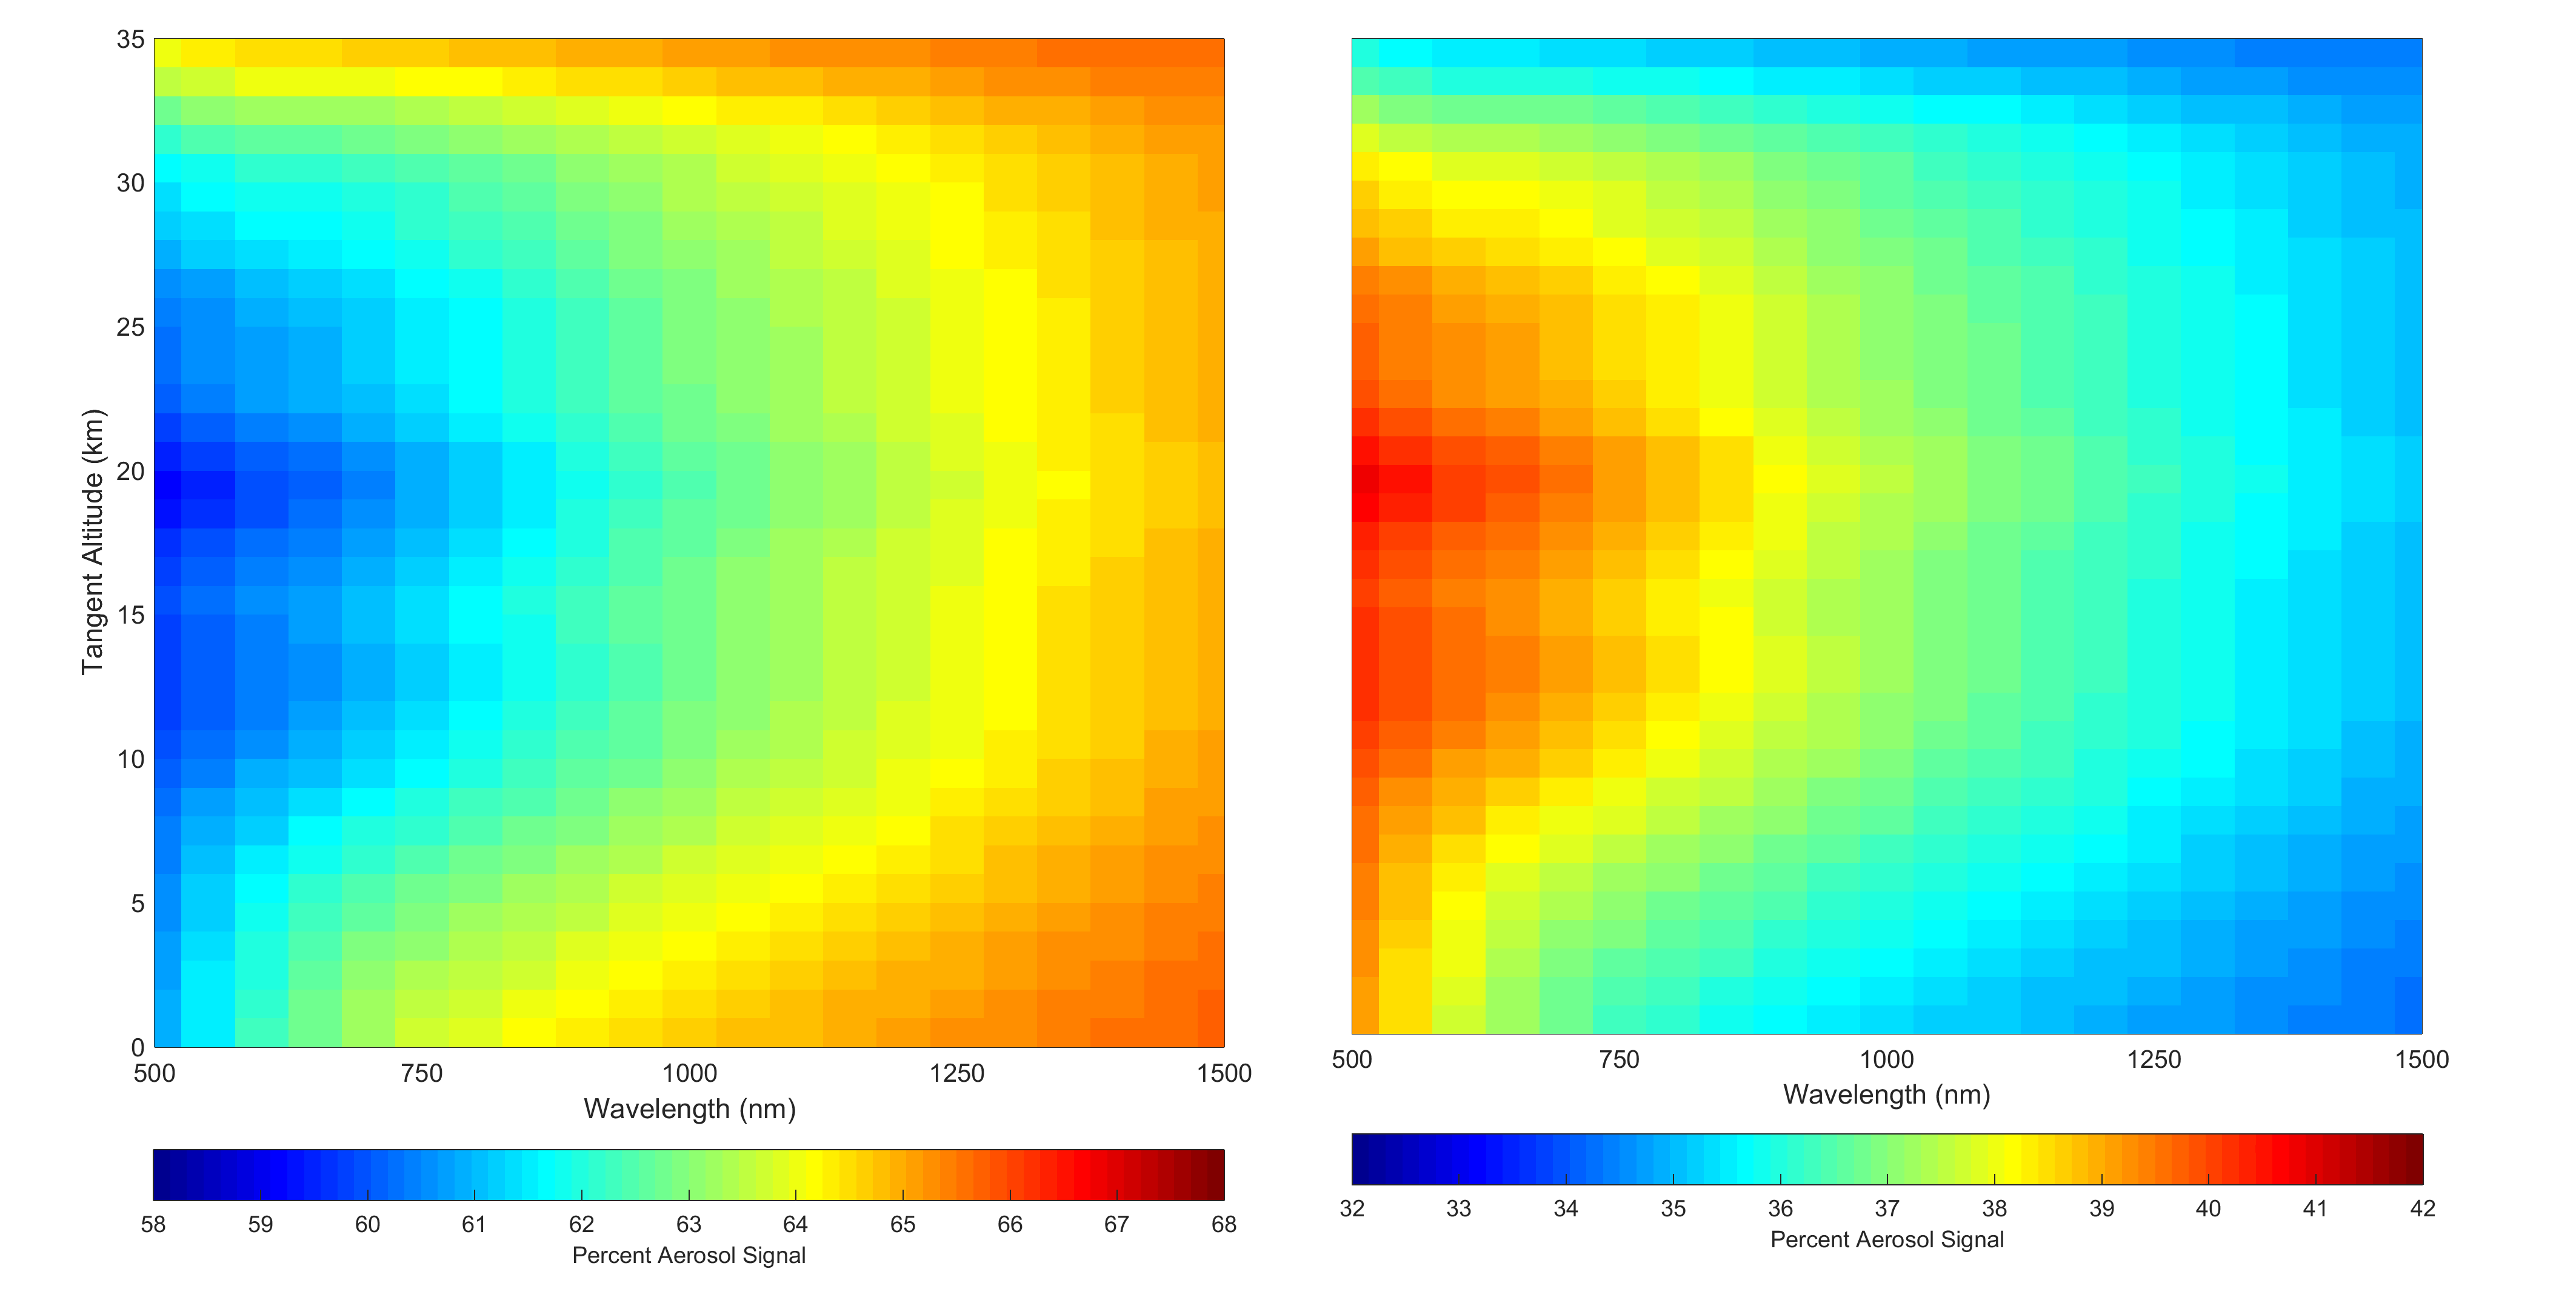 35
30
25
20
15
10
5
0
Tangent Altitude (km)
500 750 1000 1250 1500
Wavelength (nm)
58 59 60 61 62 63 64 65 66 67 68
Percent Aerosol Signal
500 750 1000 1250 1500
Wavelength (nm)
32 33 34 35 36 37 38 39 40 41 42
Percent Aerosol Signal